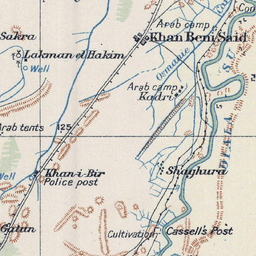 Arab camp
Khan Beni Said
Sakra
Lakman el Hakim
Well
Osmanie
Arab camp
Kadri
Arab tents
125
Shaghura
Well
Khan-i-Bir
Police post
Gatun
Cultivation
Cassell's Post